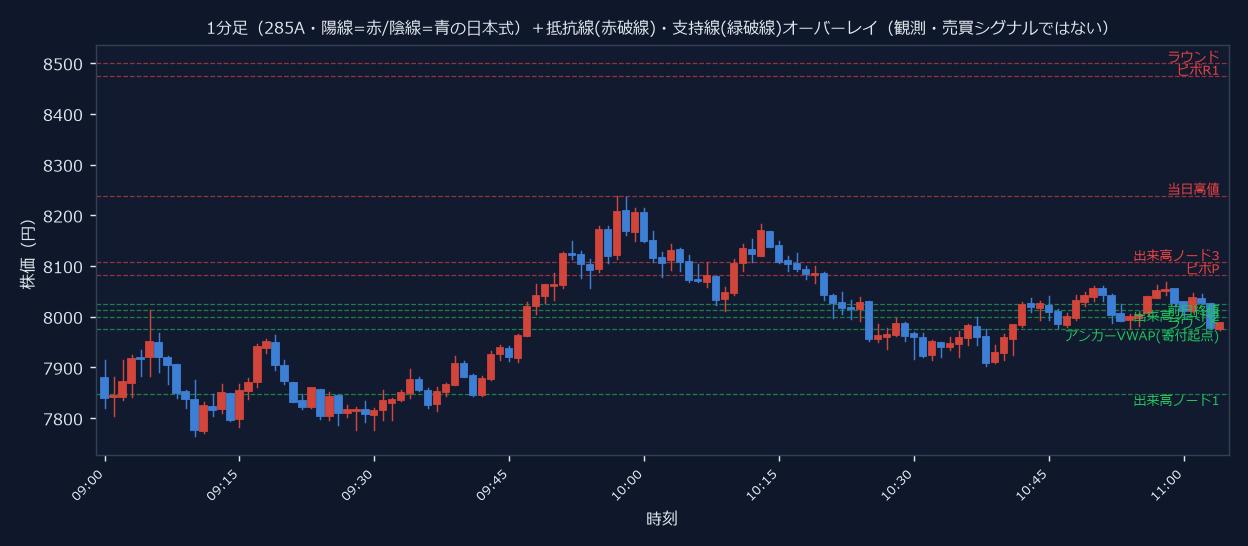 1分足（285A・陽線=赤/陰線=青の日本式）＋抵抗線(赤破線)・支持線(緑破線)オーバーレイ（観測・売買シグナルではない）
8500
8400
8300
8200
8100
8000
7900
7800
株価（円）
ラウンド
ピボR1
当日高値
出来高ノード3
ピボP
アンカーVWAP(寄付起点)
出来高ノード1
09:00
09:15
09:30
09:45
10:00
10:15
10:30
10:45
11:00
時刻